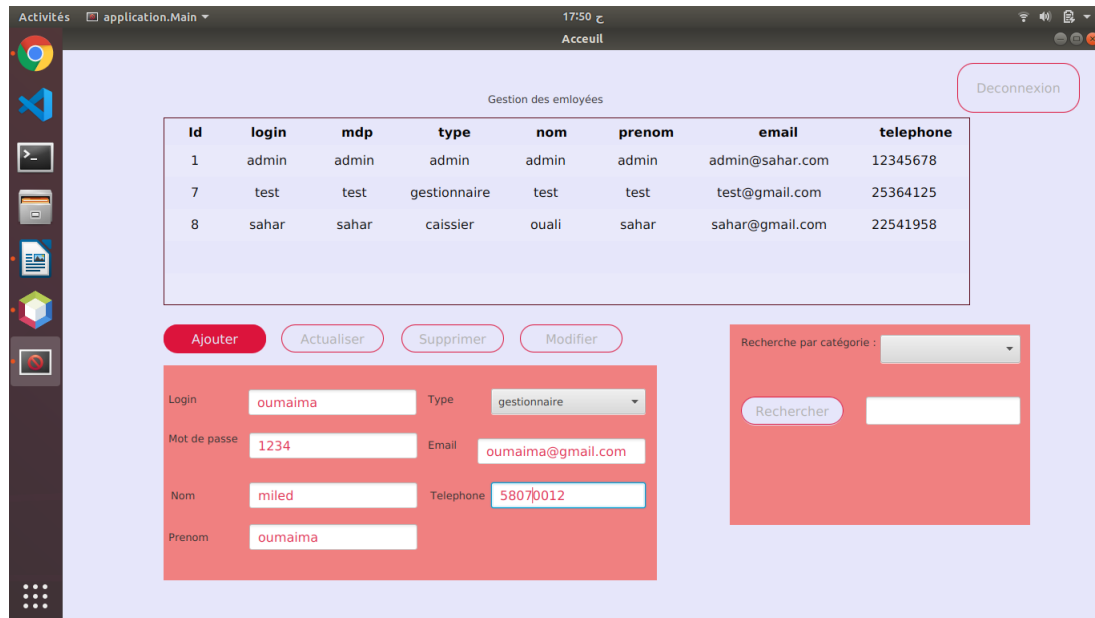 Activités application.Main 17:50 ح
Acceuil
Deconnexion
Gestion des emloyées
Id login mdp type nom prenom email telephone
1 admin admin admin admin admin admin@sahar.com 12345678
7 test test gestionnaire test test test@gmail.com 25364125
8 sahar sahar caissier ouali sahar sahar@gmail.com 22541958
Ajouter Actualiser Supprimer Modifier
Recherche par catégorie :
Login oumaima Type gestionnaire
Rechercher
Mot de passe 1234 Email oumaima@gmail.com
Nom miled Telephone 58070012
Prenom oumaima